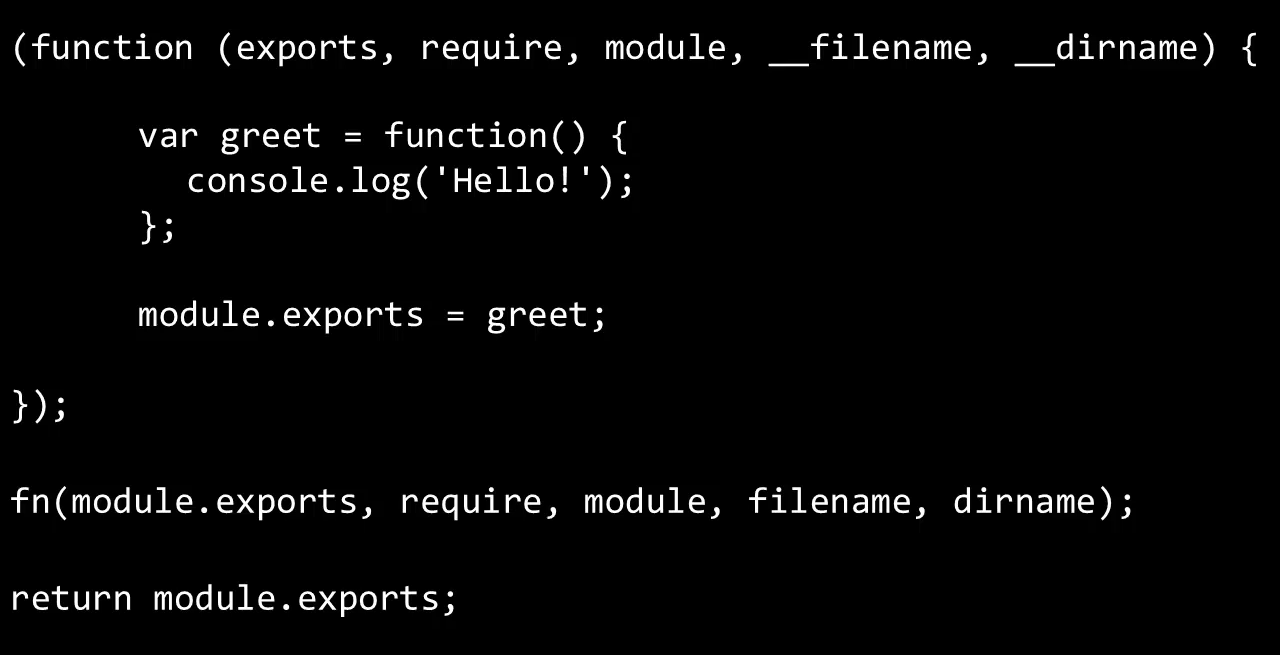 (function (exports, require, module, __filename, __dirname) {
var greet = function() {
console.log('Hello!');
};
module.exports = greet;
});
fn(module.exports, require, module, filename, dirname);
return module.exports;